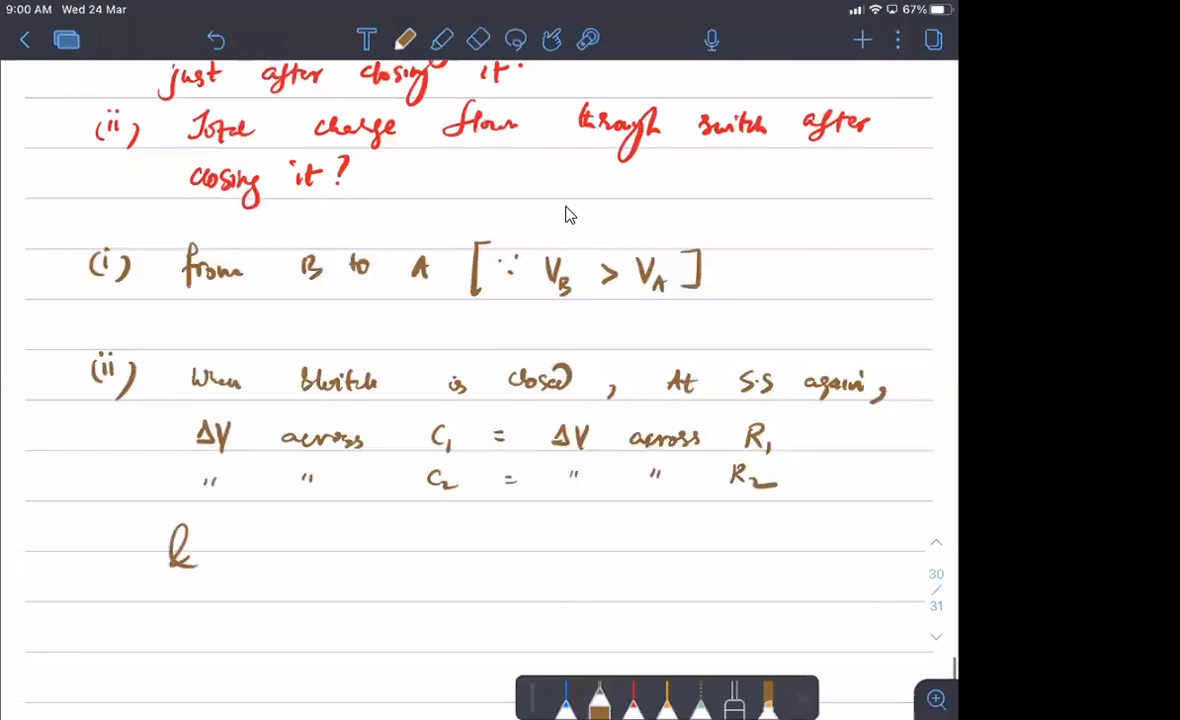 9:00 AM Wed 24 Mar
67%
just after closing it.
(ii) Total charge flown through switch after
closing it?
(i) from B to A [∵ V_B > V_A]
(ii) When Switch is closed, At S.S again,
ΔV across C₁ = ΔV across R₁
" " C₂ = " " R₂
&
30
/
31